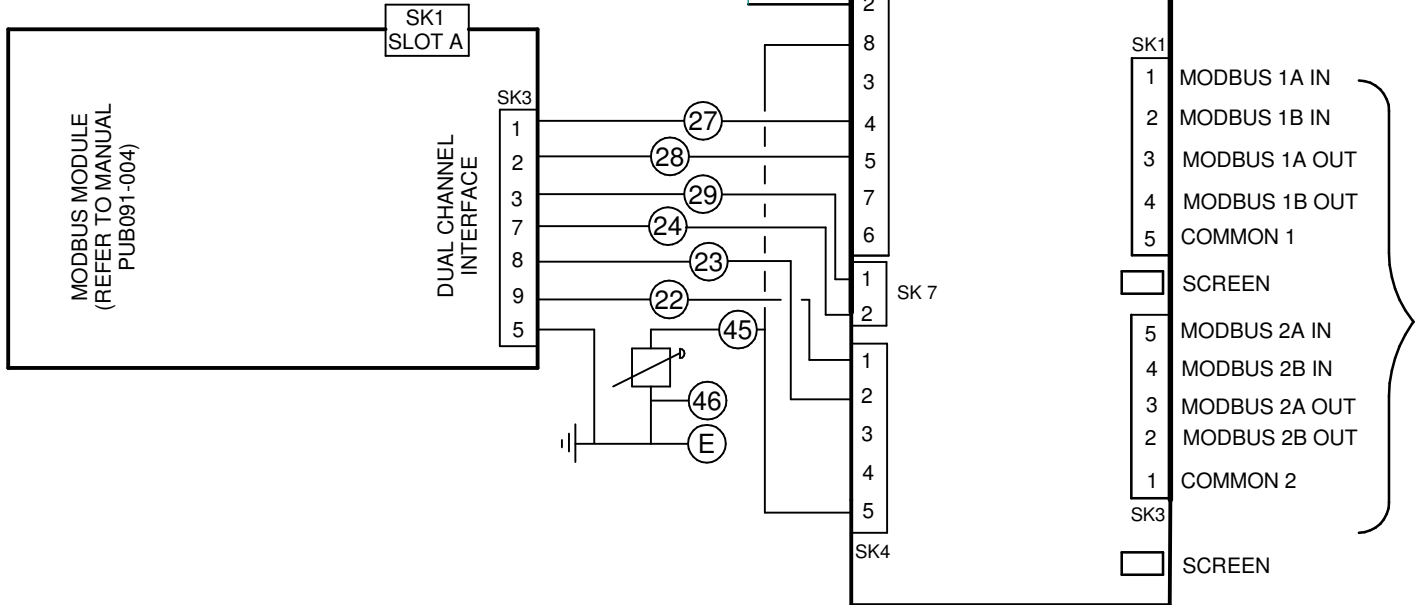 SK1
SLOT A
MODBUS MODULE
(REFER TO MANUAL
PUB091-004)
DUAL CHANNEL
INTERFACE
SK3
1
2
3
7
8
9
5
27
28
29
24
23
22
45
46
E
2
8
3
4
5
7
6
1
2
SK 7
1
2
3
4
5
SK4
SK1
1 MODBUS 1A IN
2 MODBUS 1B IN
3 MODBUS 1A OUT
4 MODBUS 1B OUT
5 COMMON 1
SCREEN
5 MODBUS 2A IN
4 MODBUS 2B IN
3 MODBUS 2A OUT
2 MODBUS 2B OUT
1 COMMON 2
SK3
SCREEN